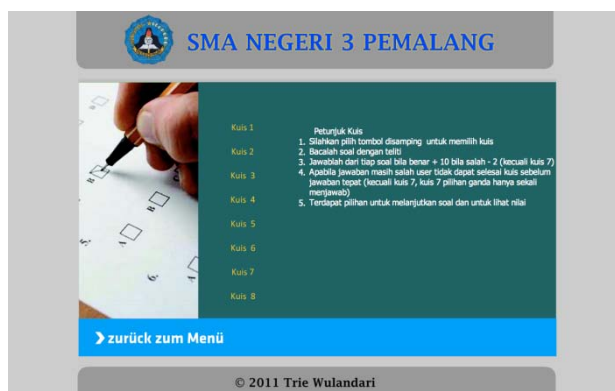 SMA NEGERI 3 PEMALANG
Kuis 1
Kuis 2
Kuis 3
Kuis 4
Kuis 5
Kuis 6
Kuis 7
Kuis 8
Petunjuk Kuis
1. Silahkan pilih tombol disamping untuk memilih kuis
2. Bacalah soal dengan teliti
3. Jawablah dari tiap soal bila benar + 10 bila salah - 2 (kecuali kuis 7)
4. Apabila jawaban masih salah user tidak dapat selesai kuis sebelum
jawaban tepat (kecuali kuis 7, kuis 7 pilihan ganda hanya sekali
menjawab)
5. Terdapat pilihan untuk melanjutkan soal dan untuk lihat nilai
5.
6.
zurück zum Menü
© 2011 Trie Wulandari